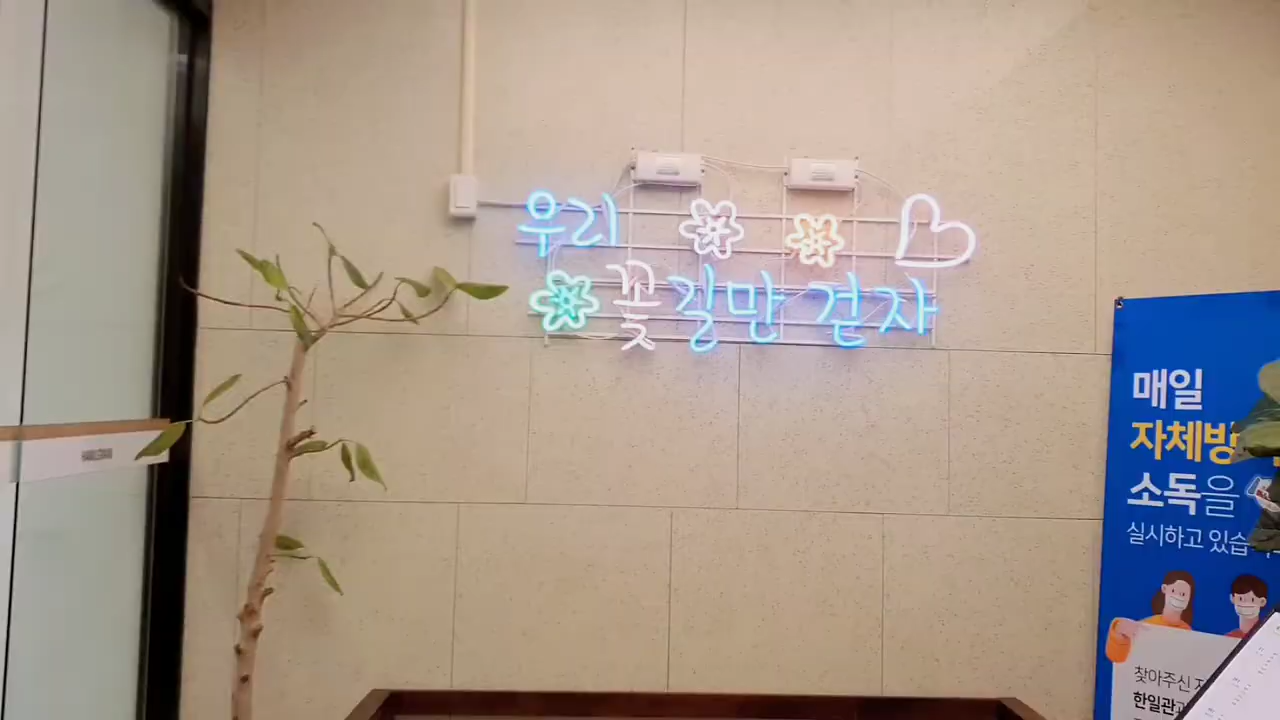 우리
꽃길만 걷자
매일
자체방
소독을
실시하고 있습
찾아주신
한일관